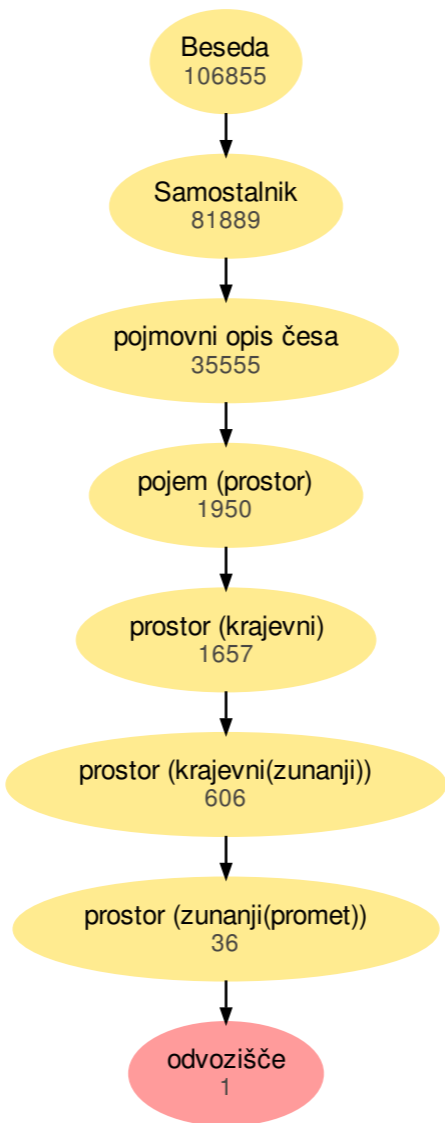 Beseda
106855
Samostalnik
81889
pojmovni opis česa
35555
pojem (prostor)
1950
prostor (krajevni)
1657
prostor (krajevni(zunanji))
606
prostor (zunanji(promet))
36
odvozišče
1